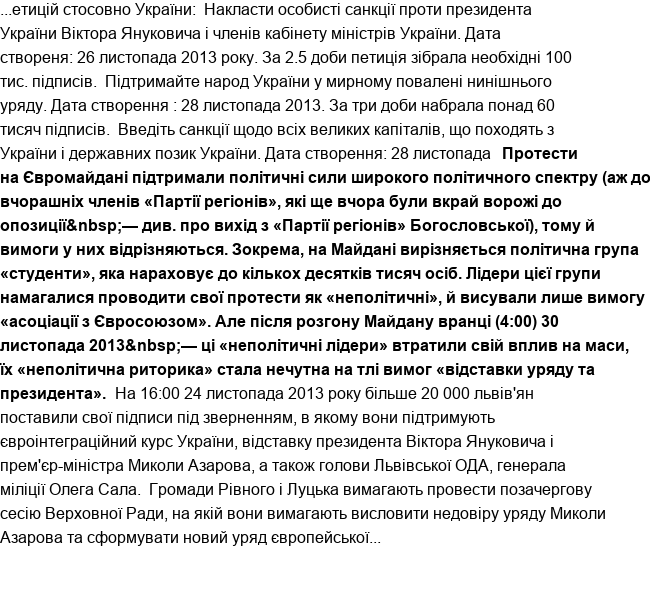 ...етицій стосовно України:  Накласти особисті санкції проти президента
України Віктора Януковича і членів кабінету міністрів України. Дата
створеня: 26 листопада 2013 року. За 2.5 доби петиція зібрала необхідні 100
тис. підписів.  Підтримайте народ України у мирному повалені нинішнього
уряду. Дата створення : 28 листопада 2013. За три доби набрала понад 60
тисяч підписів.  Введіть санкції щодо всіх великих капіталів, що походять з
України і державних позик України. Дата створення: 28 листопада   Протести
на Євромайдані підтримали політичні сили широкого політичного спектру (аж до
вчорашніх членів «Партії регіонів», які ще вчора були вкрай ворожі до
опозиції&nbsp;— див. про вихід з «Партії регіонів» Богословської), тому й
вимоги у них відрізняються. Зокрема, на Майдані вирізняється політична група
«студенти», яка нараховує до кількох десятків тисяч осіб. Лідери цієї групи
намагалися проводити свої протести як «неполітичні», й висували лише вимогу
«асоціації з Євросоюзом». Але після розгону Майдану вранці (4:00) 30
листопада 2013&nbsp;— ці «неполітичні лідери» втратили свій вплив на маси,
їх «неполітична риторика» стала нечутна на тлі вимог «відставки уряду та
президента».  На 16:00 24 листопада 2013 року більше 20 000 львів'ян
поставили свої підписи під зверненням, в якому вони підтримують
євроінтеграційний курс України, відставку президента Віктора Януковича і
прем'єр-міністра Миколи Азарова, а також голови Львівської ОДА, генерала
міліції Олега Сала.  Громади Рівного і Луцька вимагають провести позачергову
сесію Верховної Ради, на якій вони вимагають висловити недовіру уряду Миколи
Азарова та сформувати новий уряд європейської...